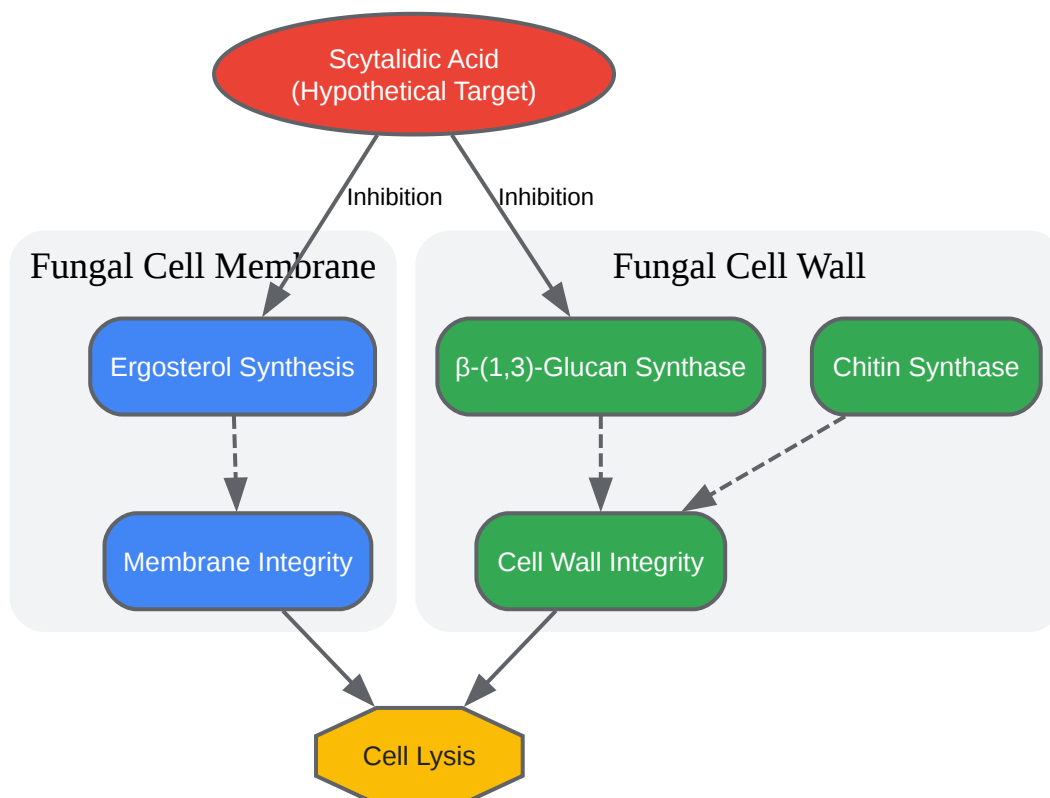 Scytalidic Acid
(Hypothetical Target)
Inhibition
Inhibition
Fungal Cell Membrane
Fungal Cell Wall
Ergosterol Synthesis
β-(1,3)-Glucan Synthase
Chitin Synthase
Membrane Integrity
Cell Wall Integrity
Cell Lysis